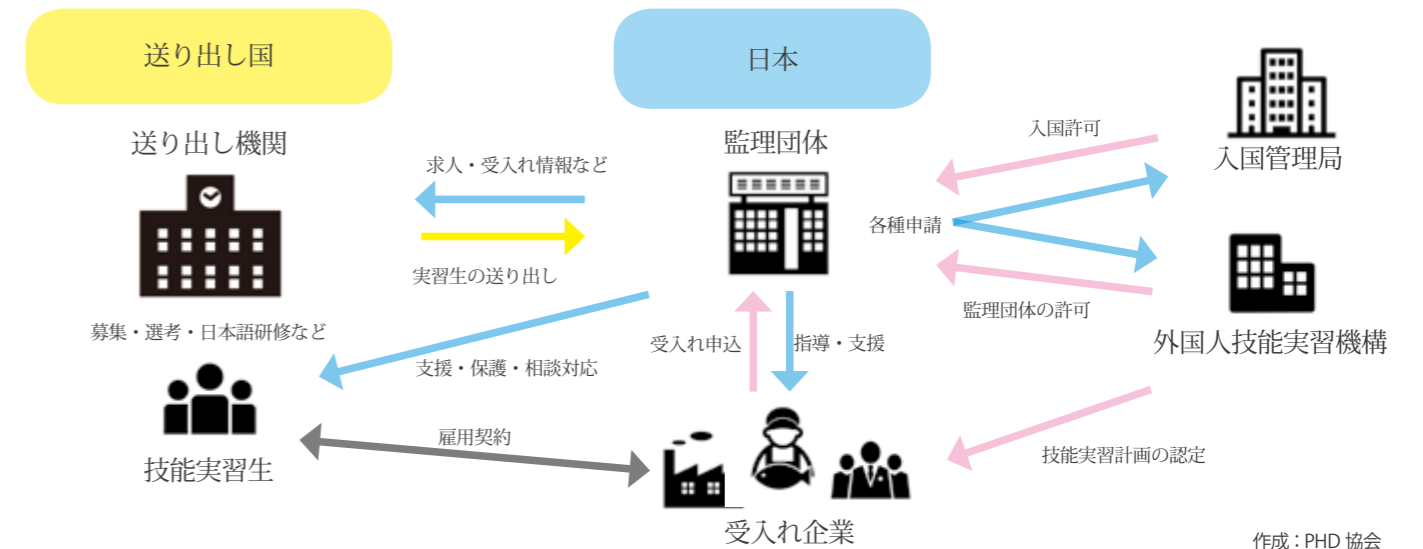 送り出し国
日本
送り出し機関
監理団体
入国許可
入国管理局
求人・受入れ情報など
各種申請
実習生の送り出し
監理団体の許可
募集・選考・日本語研修など
受入れ申込
指導・支援
外国人技能実習機構
支援・保護・相談対応
雇用契約
技能実習計画の認定
技能実習生
受入れ企業
作成：PHD 協会